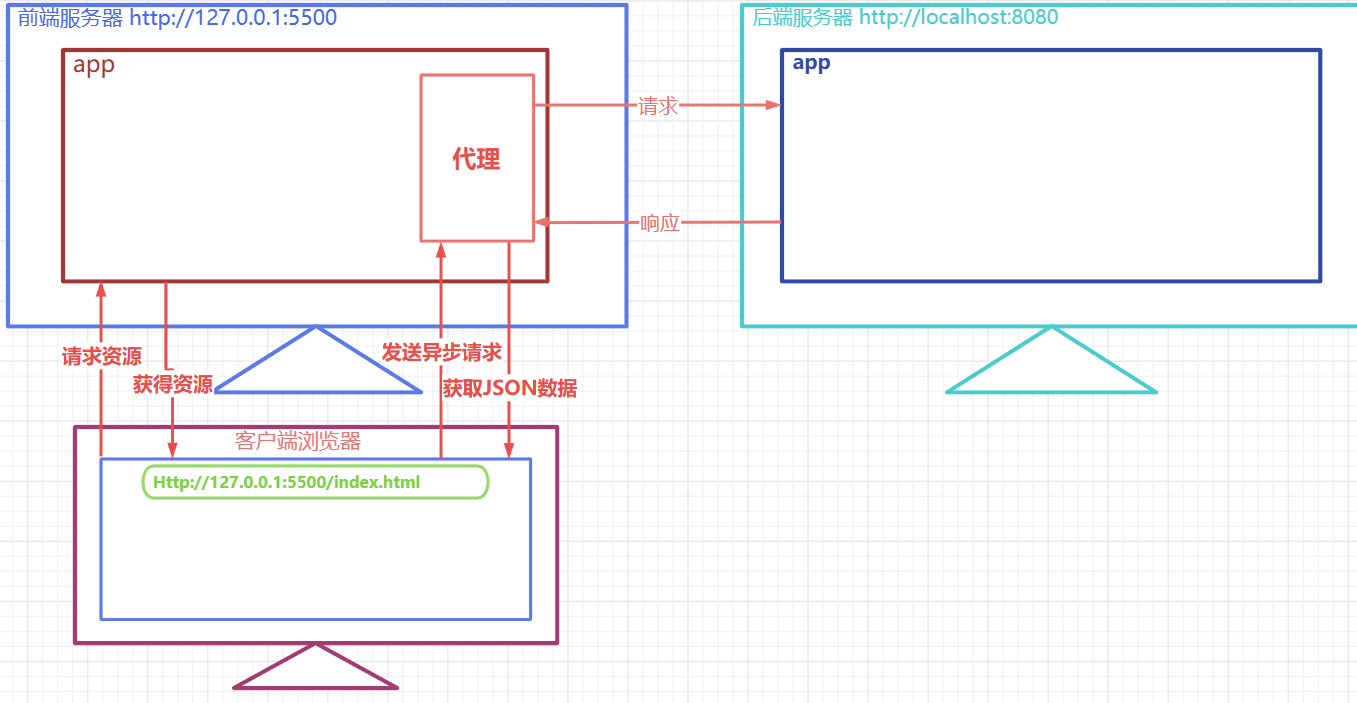 前端服务器 http://127.0.0.1:5500
后端服务器 http://localhost:8080
app
app
代理
请求
响应
请求资源
获得资源
发送异步请求
获取JSON数据
客户端浏览器
Http://127.0.0.1:5500/index.html